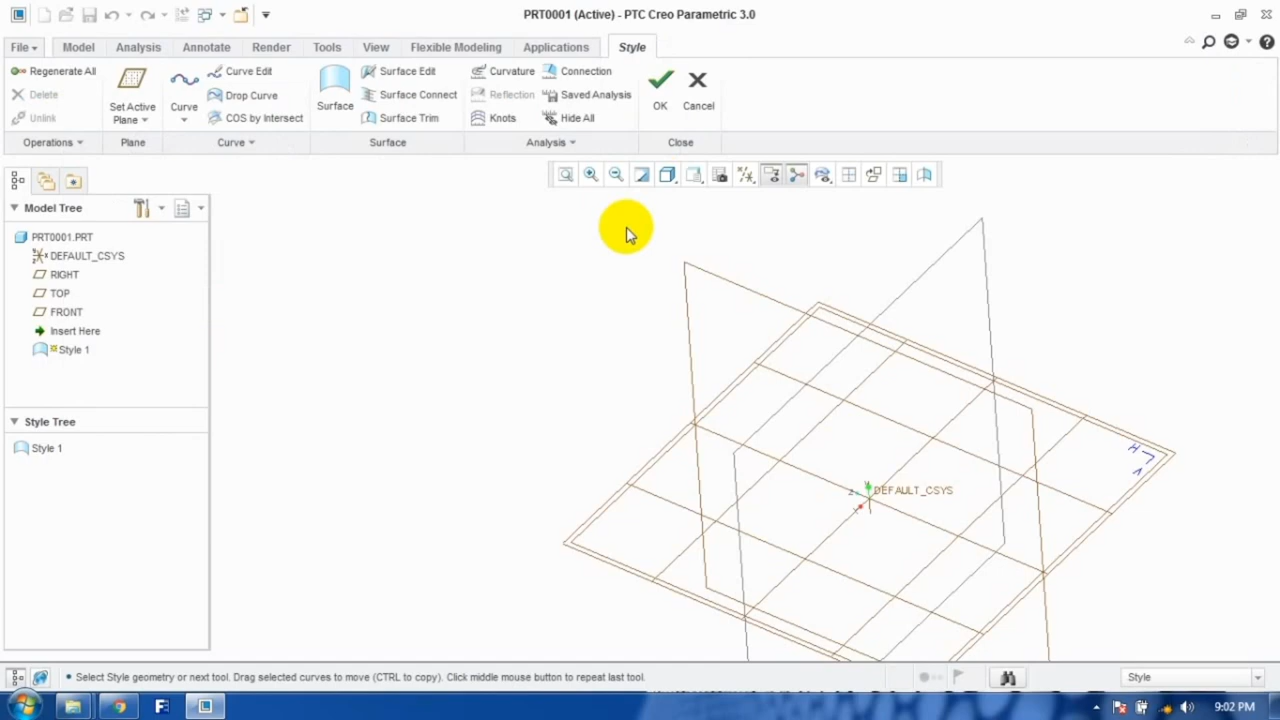 PRT0001 (Active) - PTC Creo Parametric 3.0
File Model Analysis Annotate Render Tools View Flexible Modeling Applications Style
Regenerate All
Delete
Unlink
Operations
Set Active
Plane
Plane
Curve
Curve Edit
Drop Curve
COS by Intersect
Curve
Surface
Surface Edit
Surface Connect
Surface Trim
Surface
Curvature
Reflection
Knots
Connection
Saved Analysis
Hide All
Analysis
OK
Cancel
Close
Model Tree
PRT0001.PRT
DEFAULT_CSYS
RIGHT
TOP
FRONT
Insert Here
Style 1
Style Tree
Style 1
H
V
Y
Z
X
DEFAULT_CSYS
Select Style geometry or next tool. Drag selected curves to move (CTRL to copy). Click middle mouse button to repeat last tool.
Style
9:02 PM